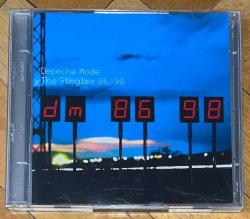 Depeche Mode
The Singles 86>98
dm 86 98